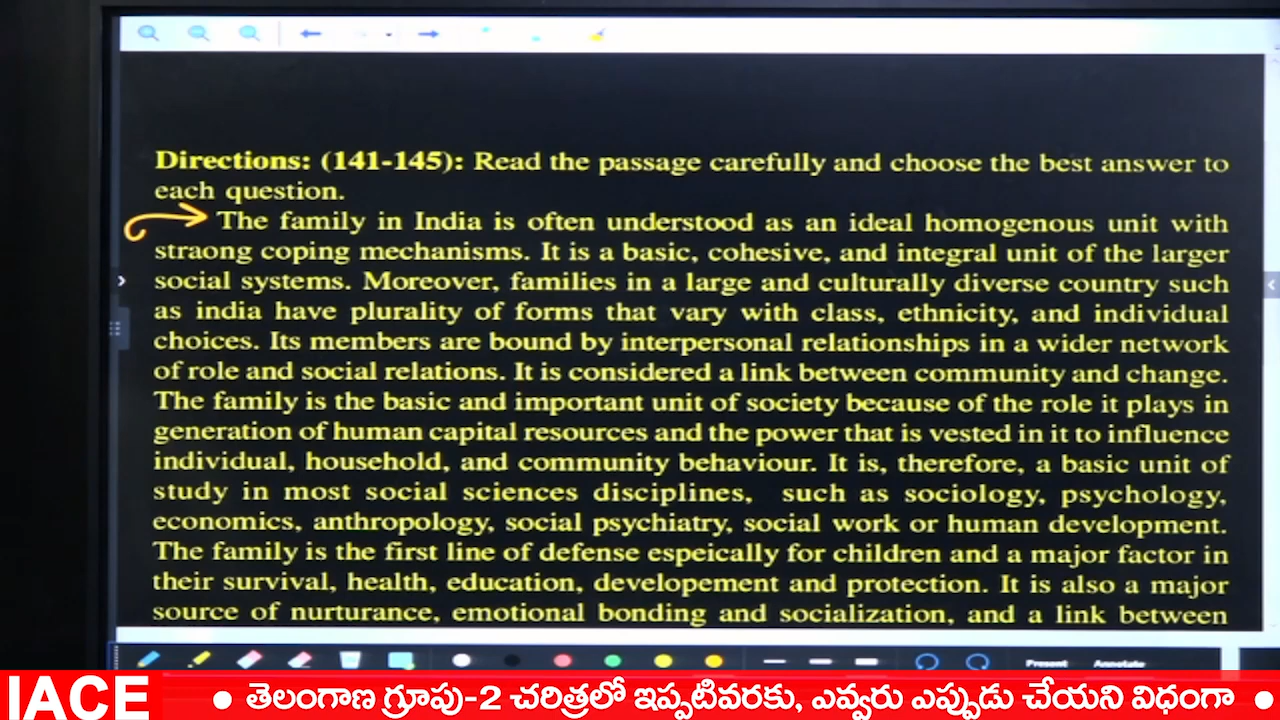 Directions: (141-145): Read the passage carefully and choose the best answer to
each question.
The family in India is often understood as an ideal homogenous unit with
straong coping mechanisms. It is a basic, cohesive, and integral unit of the larger
social systems. Moreover, families in a large and culturally diverse country such
as india have plurality of forms that vary with class, ethnicity, and individual
choices. Its members are bound by interpersonal relationships in a wider network
of role and social relations. It is considered a link between community and change.
The family is the basic and important unit of society because of the role it plays in
generation of human capital resources and the power that is vested in it to influence
individual, household, and community behaviour. It is, therefore, a basic unit of
study in most social sciences disciplines, such as sociology, psychology,
economics, anthropology, social psychiatry, social work or human development.
The family is the first line of defense espeically for children and a major factor in
their survival, health, education, developement and protection. It is also a major
source of nurturance, emotional bonding and socialization, and a link between
Present Annotate
IACE ● తెలంగాణ గ్రూపు-2 చరిత్రలో ఇప్పటివరకు, ఎవ్వరు ఎప్పుడు చేయని విధంగా ●